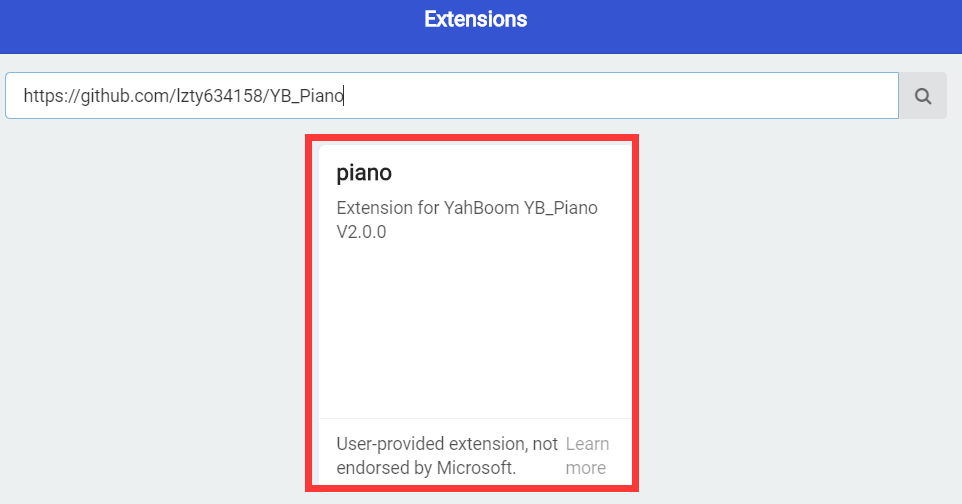 Extensions
https://github.com/lzty634158/YB_Piano
piano
Extension for YahBoom YB_Piano
V2.0.0
User-provided extension, not
endorsed by Microsoft.
Learn
more